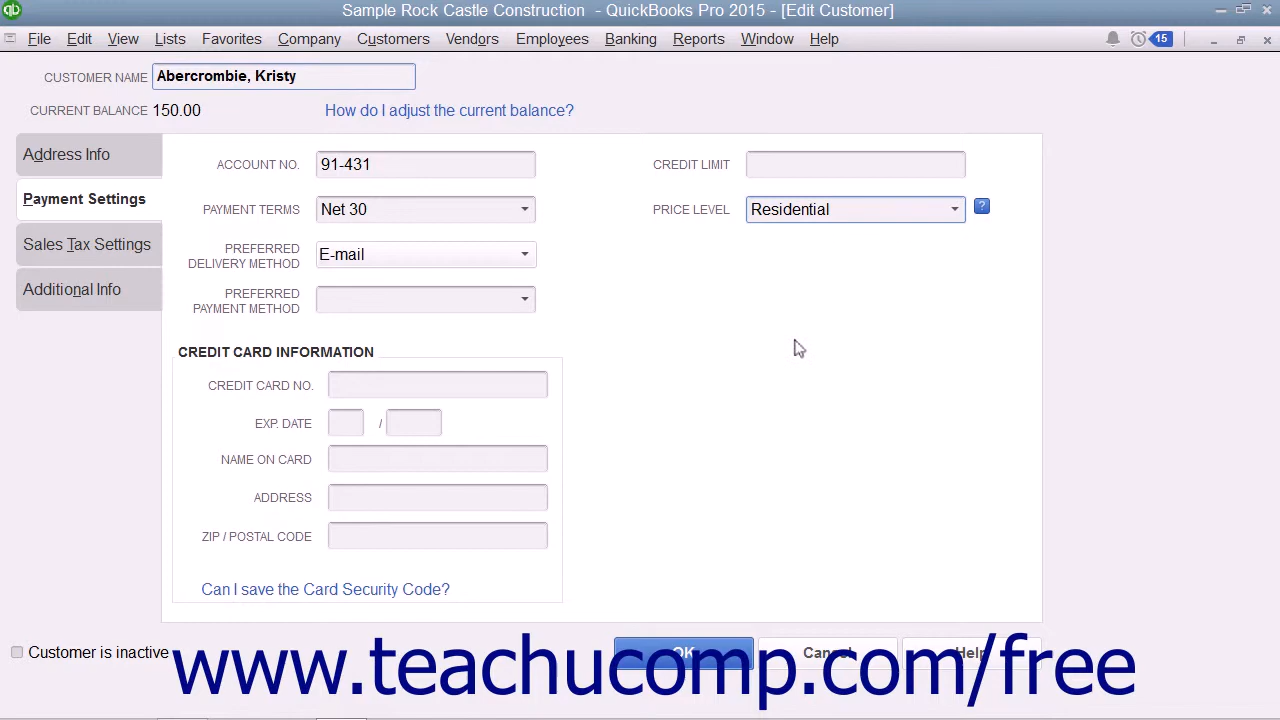 Sample Rock Castle Construction - QuickBooks Pro 2015 - [Edit Customer]
File Edit View Lists Favorites Company Customers Vendors Employees Banking Reports Window Help 15
CUSTOMER NAME Abercrombie, Kristy
CURRENT BALANCE 150.00 How do I adjust the current balance?
Address Info
Payment Settings
Sales Tax Settings
Additional Info
ACCOUNT NO. 91-431
CREDIT LIMIT
PAYMENT TERMS Net 30
PRICE LEVEL Residential ?
PREFERRED
DELIVERY METHOD E-mail
PREFERRED
PAYMENT METHOD
CREDIT CARD INFORMATION
CREDIT CARD NO.
EXP. DATE /
NAME ON CARD
ADDRESS
ZIP / POSTAL CODE
Can I save the Card Security Code?
Customer is inactive
OK Cancel Help
www.teachucomp.com/free